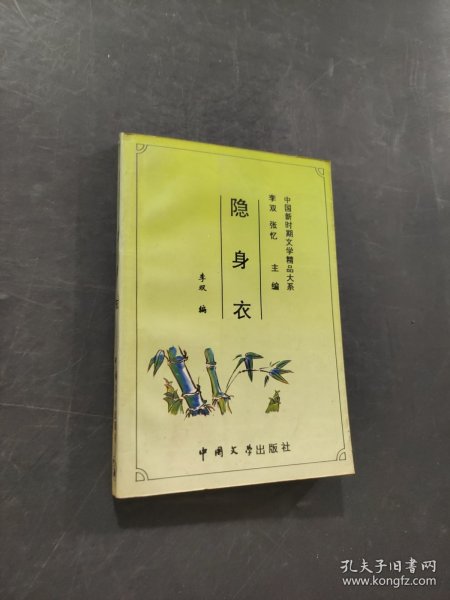 中国新时期文学精品大系
李双 张忆 主编
隐身衣
李双 编
中国文学出版社
孔夫子旧书网
www.kongfz.com